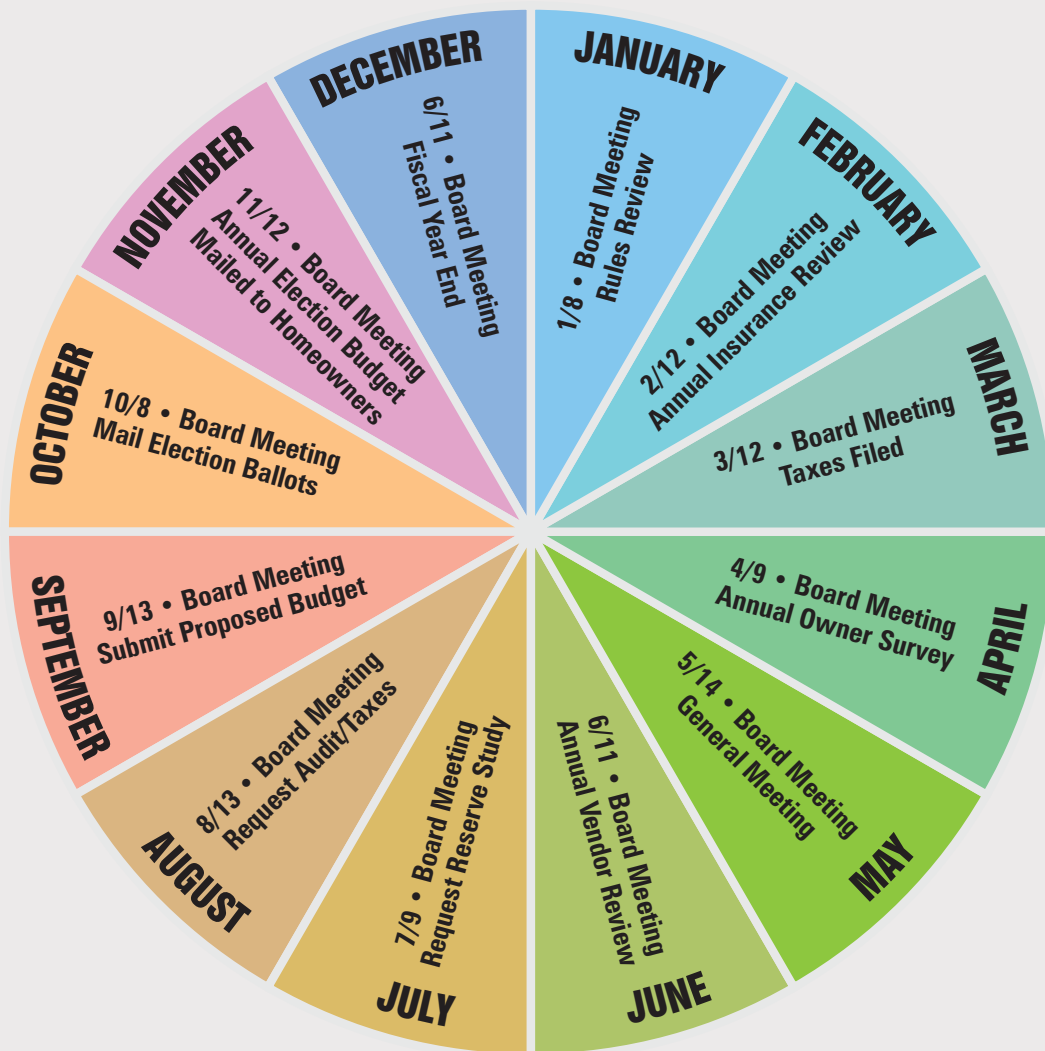 JANUARY
1/8 • Board Meeting
Rules Review
FEBRUARY
2/12 • Board Meeting
Annual Insurance Review
MARCH
3/12 • Board Meeting
Taxes Filed
APRIL
4/9 • Board Meeting
Annual Owner Survey
MAY
5/14 • Board Meeting
General Meeting
JUNE
6/11 • Board Meeting
Annual Vendor Review
JULY
7/9 • Board Meeting
Request Reserve Study
AUGUST
8/13 • Board Meeting
Request Audit/Taxes
SEPTEMBER
9/13 • Board Meeting
Submit Proposed Budget
OCTOBER
10/8 • Board Meeting
Mail Election Ballots
NOVEMBER
11/12 • Board Meeting
Annual Election Budget
Mailed to Homeowners
DECEMBER
6/11 • Board Meeting
Fiscal Year End